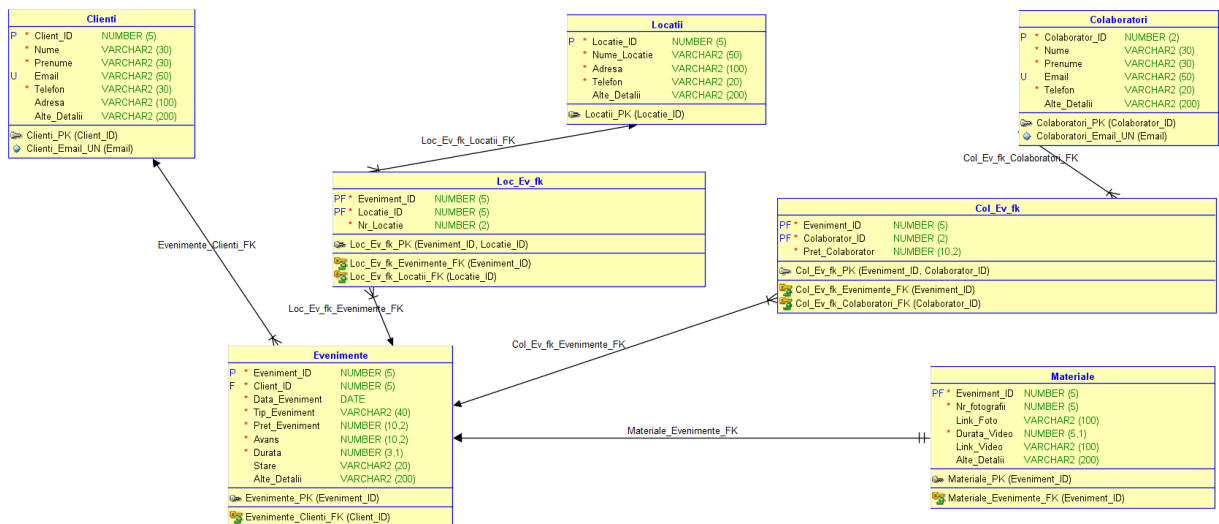 Clienti
P * Client_ID NUMBER (5)
* Nume VARCHAR2 (30)
* Prenume VARCHAR2 (30)
U Email VARCHAR2 (50)
* Telefon VARCHAR2 (30)
Adresa VARCHAR2 (100)
Alte_Detalii VARCHAR2 (200)
Clienti_PK (Client_ID)
Clienti_Email_UN (Email)
Locatii
P * Locatie_ID NUMBER (5)
* Nume_Locatie VARCHAR2 (50)
* Adresa VARCHAR2 (100)
* Telefon VARCHAR2 (20)
Alte_Detalii VARCHAR2 (200)
Locatii_PK (Locatie_ID)
Colaboratori
P * Colaborator_ID NUMBER (2)
* Nume VARCHAR2 (30)
* Prenume VARCHAR2 (30)
U Email VARCHAR2 (50)
* Telefon VARCHAR2 (20)
Alte_Detalii VARCHAR2 (200)
Colaboratori_PK (Colaborator_ID)
Colaboratori_Email_UN (Email)
Loc_Ev_fk_Locatii_FK
Col_Ev_fk_Colaboratori_FK
Loc_Ev_fk
PF * Eveniment_ID NUMBER (5)
PF * Locatie_ID NUMBER (5)
* Nr_Locatie NUMBER (2)
Loc_Ev_fk_PK (Eveniment_ID, Locatie_ID)
Loc_Ev_fk_Evenimente_FK (Eveniment_ID)
Loc_Ev_fk_Locatii_FK (Locatie_ID)
Col_Ev_fk
PF * Eveniment_ID NUMBER (5)
PF * Colaborator_ID NUMBER (2)
* Pret_Colaborator NUMBER (10,2)
Col_Ev_fk_PK (Eveniment_ID, Colaborator_ID)
Col_Ev_fk_Evenimente_FK (Eveniment_ID)
Col_Ev_fk_Colaboratori_FK (Colaborator_ID)
Evenimente_Clienti_FK
Loc_Ev_fk_Evenimente_FK
Col_Ev_fk_Evenimente_FK
Evenimente
P * Eveniment_ID NUMBER (5)
F * Client_ID NUMBER (5)
* Data_Eveniment DATE
* Tip_Eveniment VARCHAR2 (40)
* Pret_Eveniment NUMBER (10,2)
* Avans NUMBER (10,2)
* Durata NUMBER (3,1)
Stare VARCHAR2 (20)
Alte_Detalii VARCHAR2 (200)
Evenimente_PK (Eveniment_ID)
Evenimente_Clienti_FK (Client_ID)
Materiale_Evenimente_FK
Materiale
PF * Eveniment_ID NUMBER (5)
* Nr_fotografii NUMBER (5)
Link_Foto VARCHAR2 (100)
* Durata_Video NUMBER (5,1)
Link_Video VARCHAR2 (100)
Alte_Detalii VARCHAR2 (200)
Materiale_PK (Eveniment_ID)
Materiale_Evenimente_FK (Eveniment_ID)